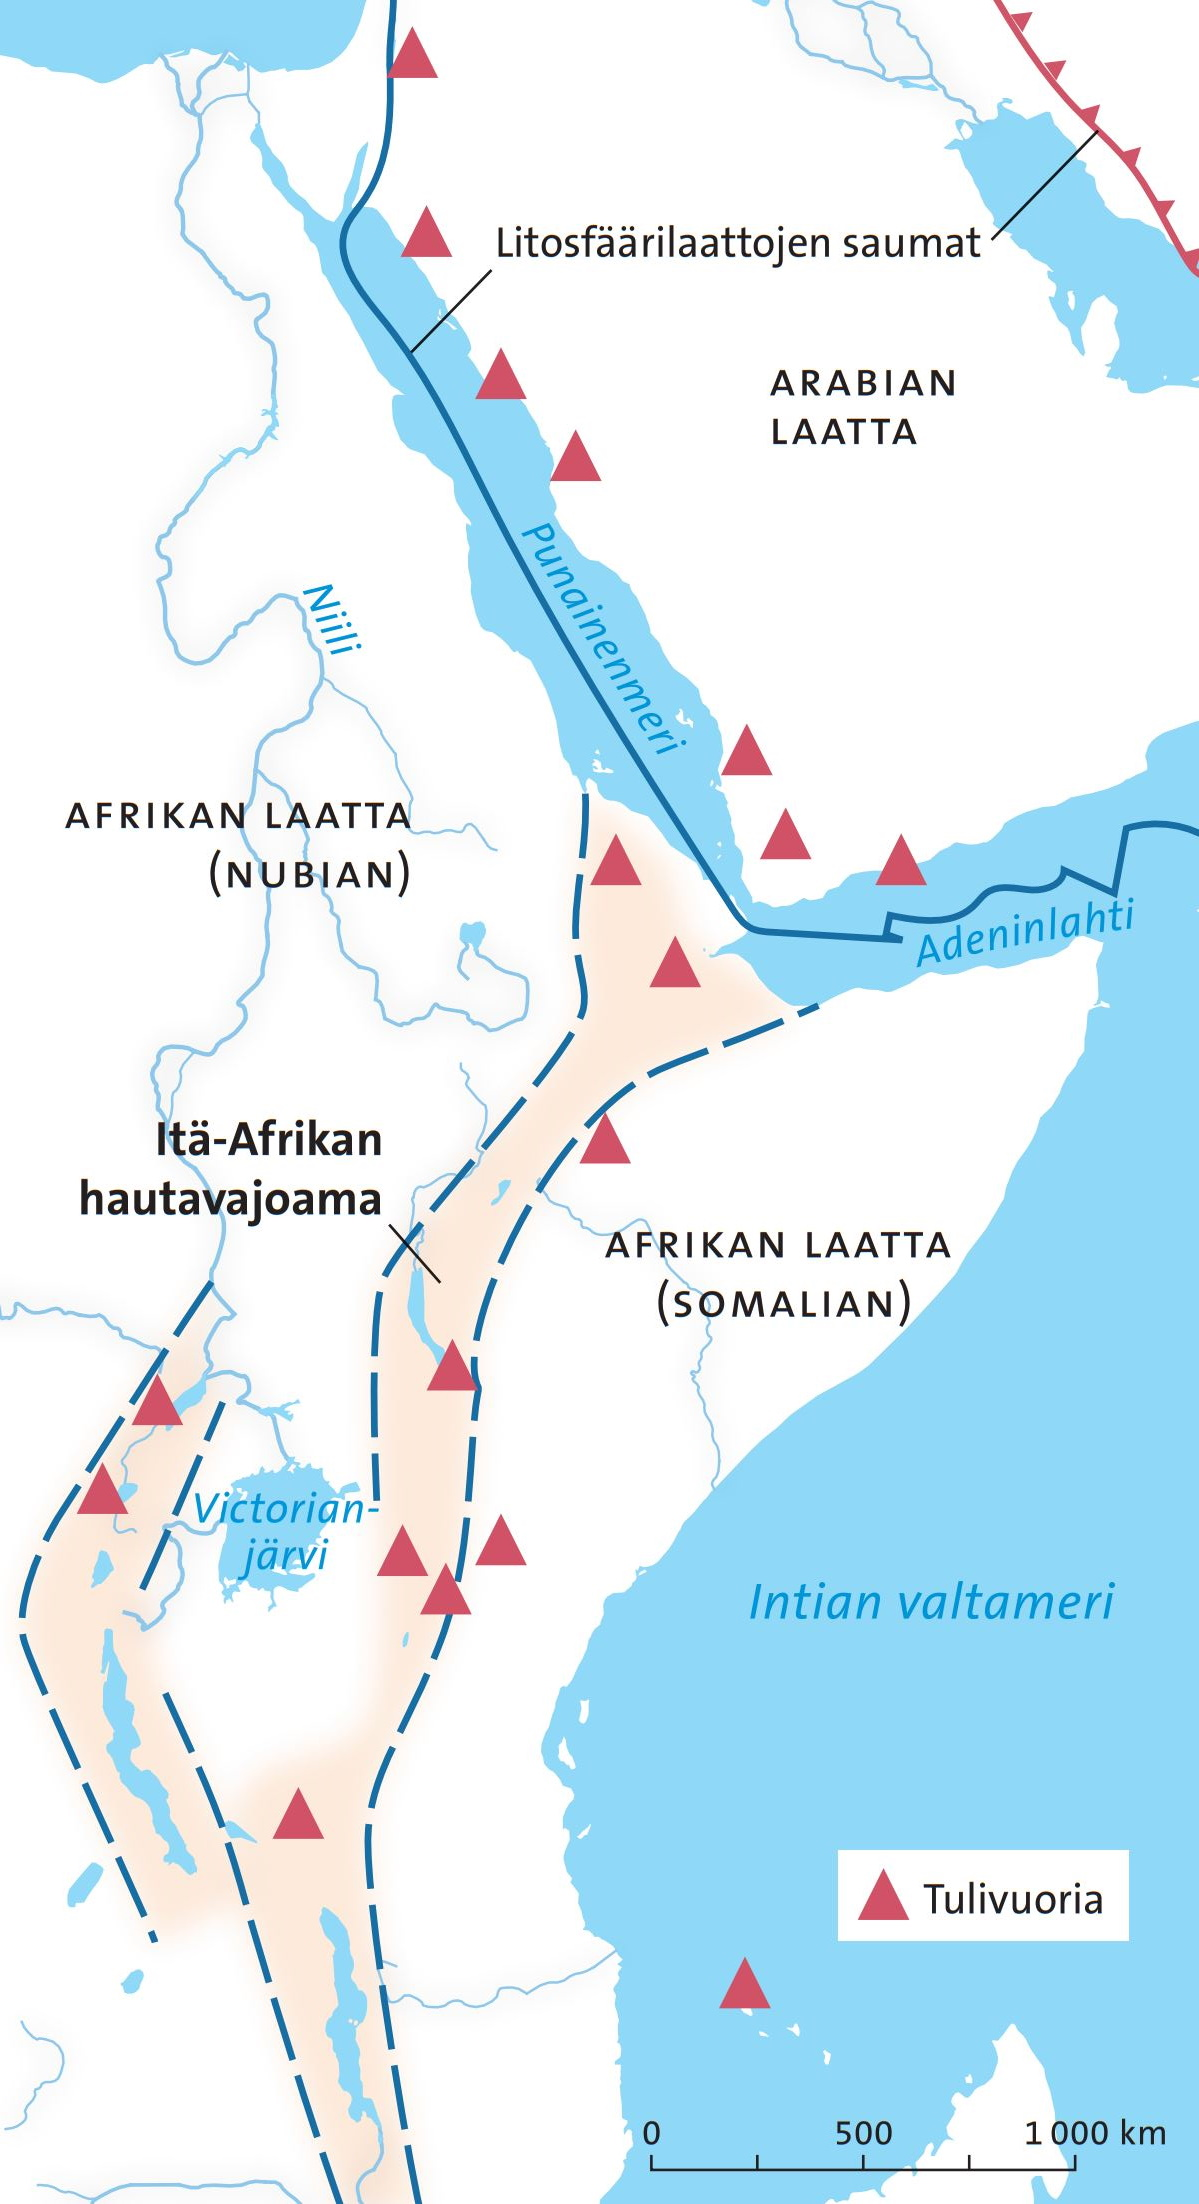 Litosfäärilaattojen saumat
ARABIAN
LAATTA
Punainenmeri
Niili
AFRIKAN LAATTA
(NUBIAN)
Adeninlahti
Itä-Afrikan
hautavajoama
AFRIKAN LAATTA
(SOMALIAN)
Victorian-
järvi
Intian valtameri
Tulivuoria
0 500 1 000 km